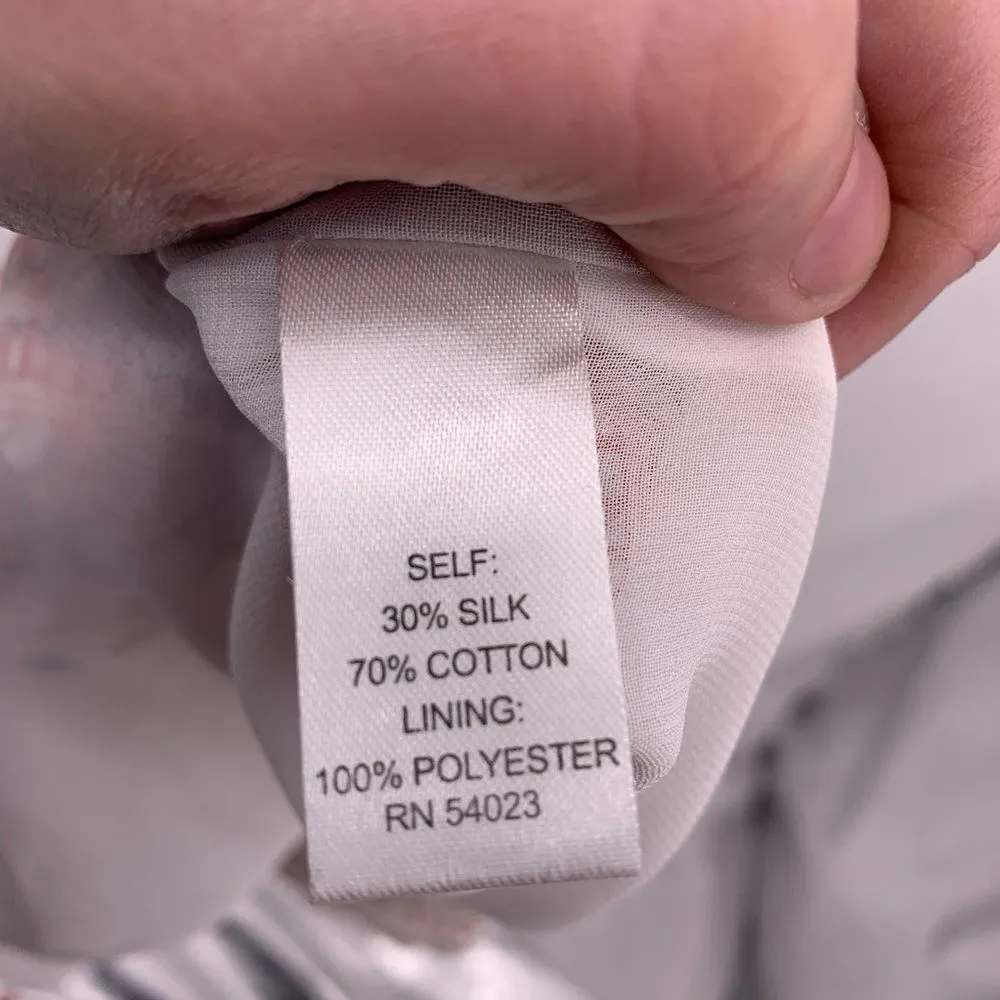 SELF:
30% SILK
70% COTTON
LINING:
100% POLYESTER
RN 54023